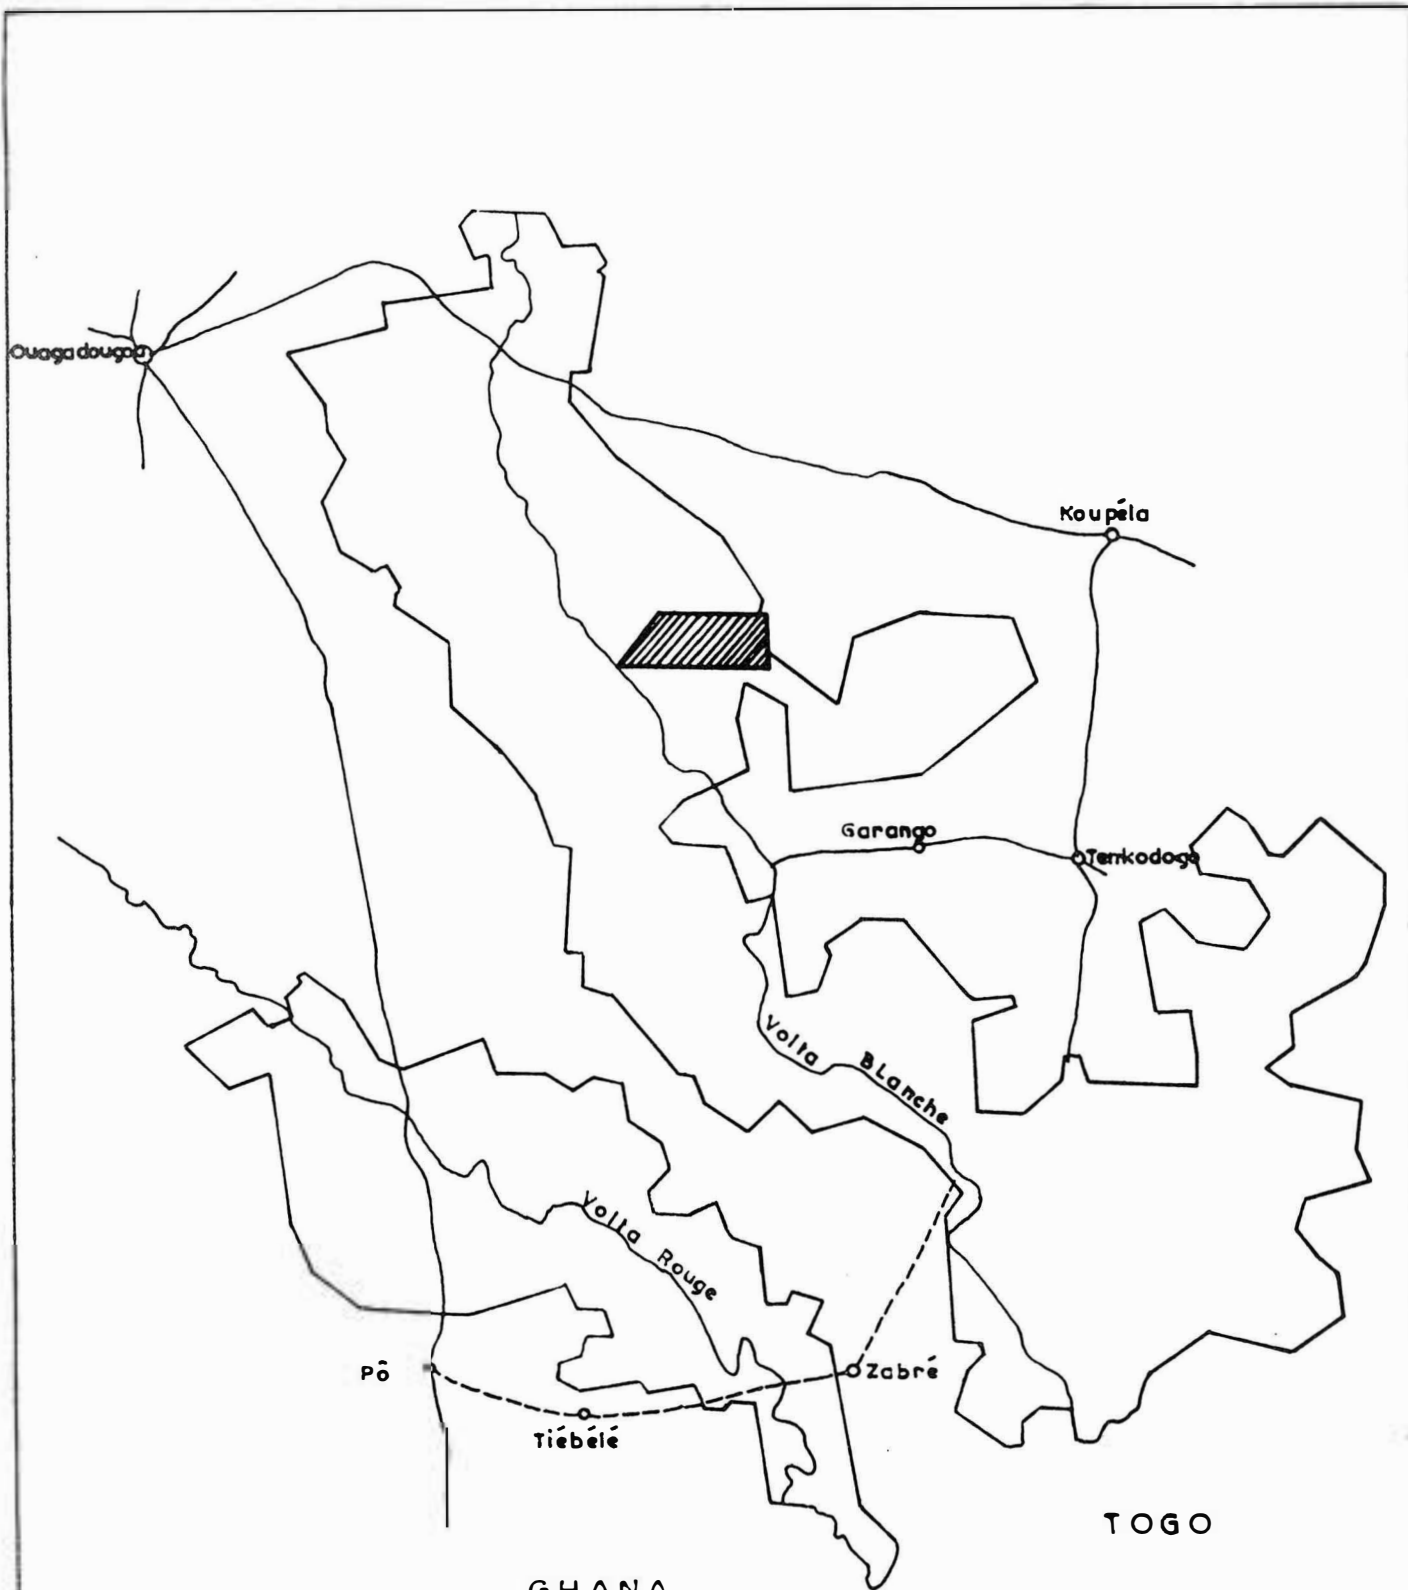 Ouagadougou
Koupéla
Garango
Tenkodogo
Volta BLanche
Volta Rouge
Pô
Zabré
Tiébélé
TOGO
GHANA